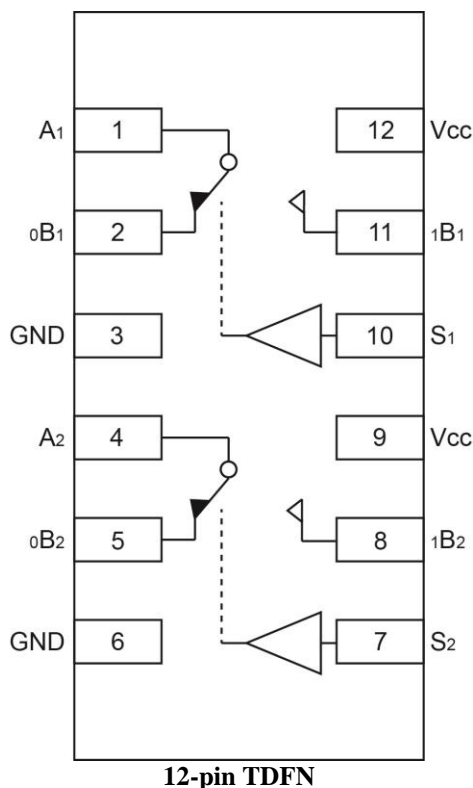 A1 1 12 Vcc
0B1 2 11 1B1
GND 3 10 S1
A2 4 9 Vcc
0B2 5 8 1B2
GND 6 7 S2
12-pin TDFN